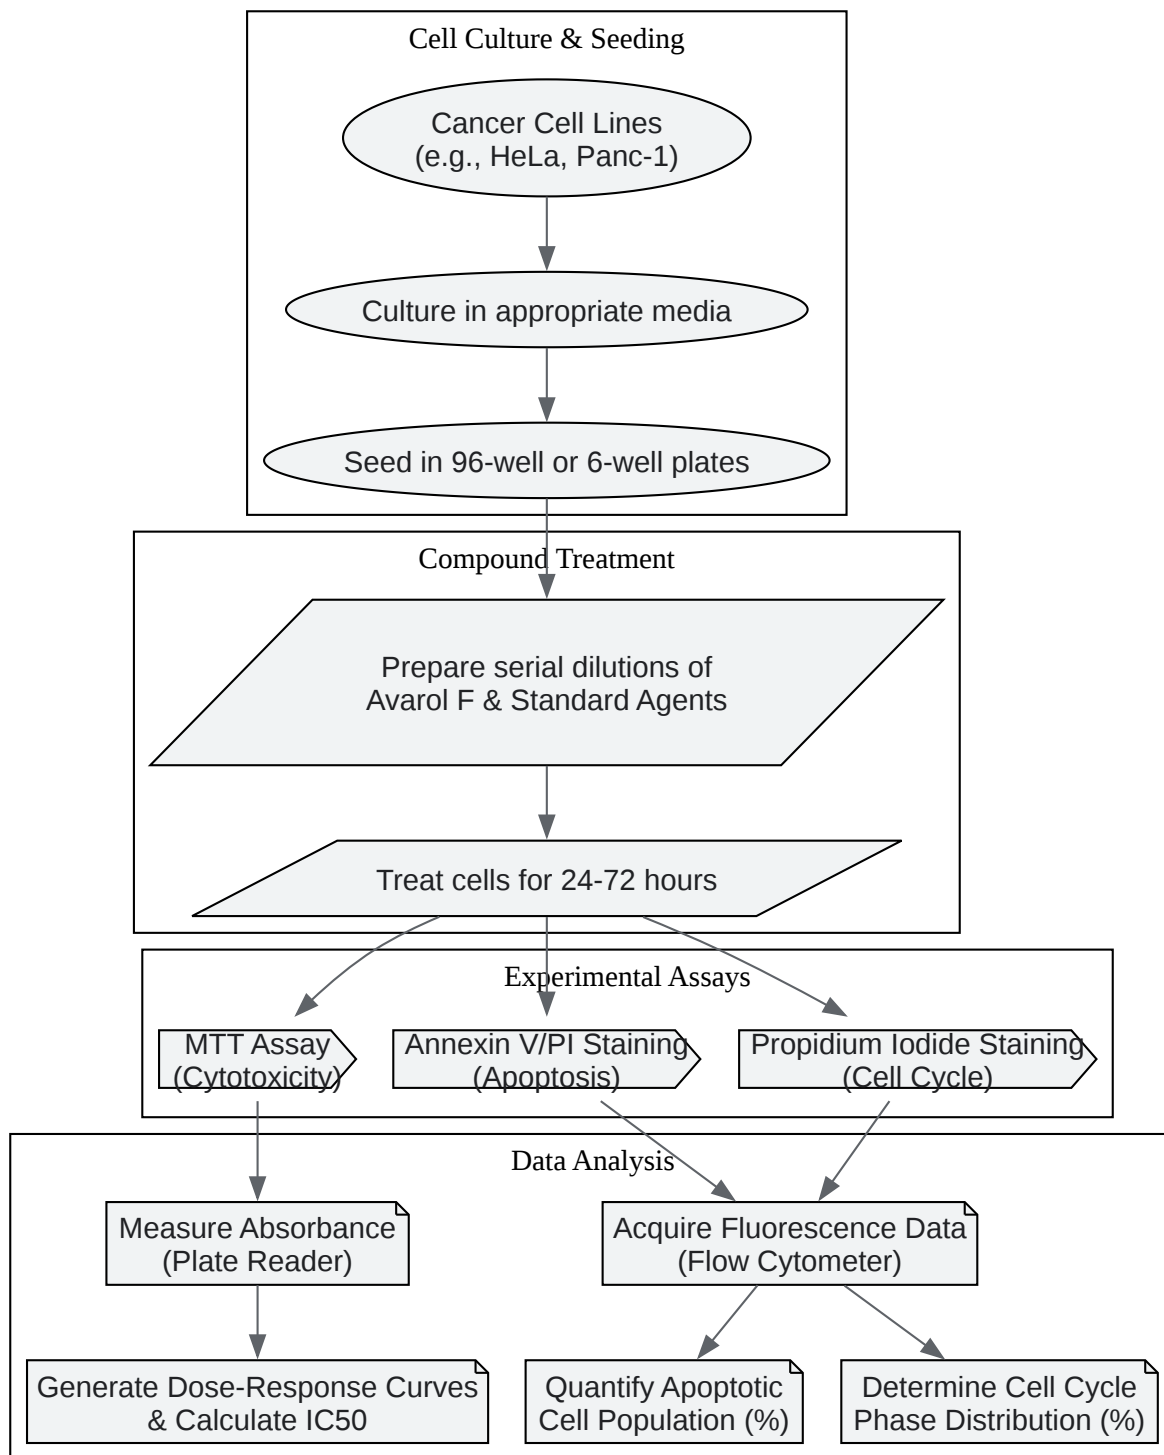 Cell Culture & Seeding
Cancer Cell Lines
(e.g., HeLa, Panc-1)
Culture in appropriate media
Seed in 96-well or 6-well plates
Compound Treatment
Prepare serial dilutions of
Avarol F & Standard Agents
Treat cells for 24-72 hours
Experimental Assays
MTT Assay
(Cytotoxicity)
Annexin V/PI Staining
(Apoptosis)
Propidium Iodide Staining
(Cell Cycle)
Data Analysis
Measure Absorbance
(Plate Reader)
Acquire Fluorescence Data
(Flow Cytometer)
Generate Dose-Response Curves
& Calculate IC50
Quantify Apoptotic
Cell Population (%)
Determine Cell Cycle
Phase Distribution (%)